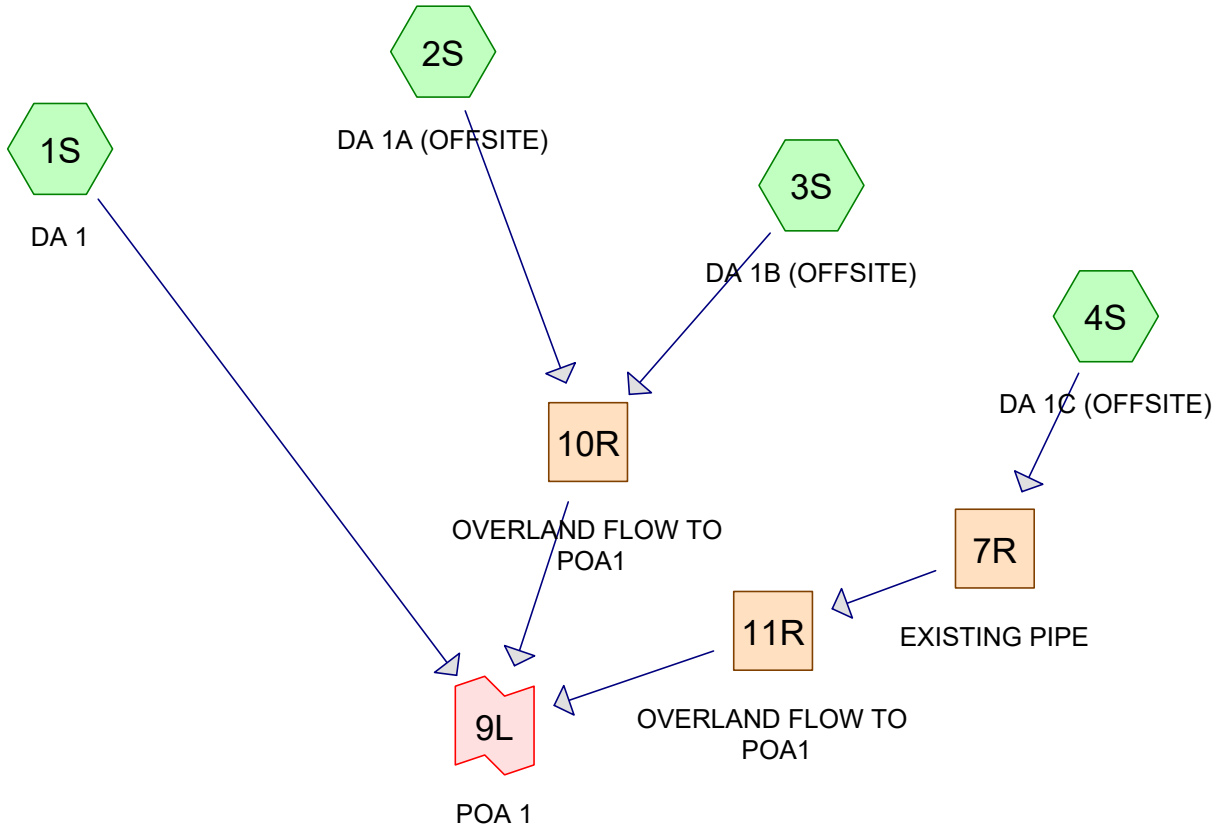 2S
DA 1A (OFFSITE)
1S
DA 1
3S
DA 1B (OFFSITE)
4S
DA 1C (OFFSITE)
10R
OVERLAND FLOW TO
POA1
7R
EXISTING PIPE
11R
OVERLAND FLOW TO
POA1
9L
POA 1